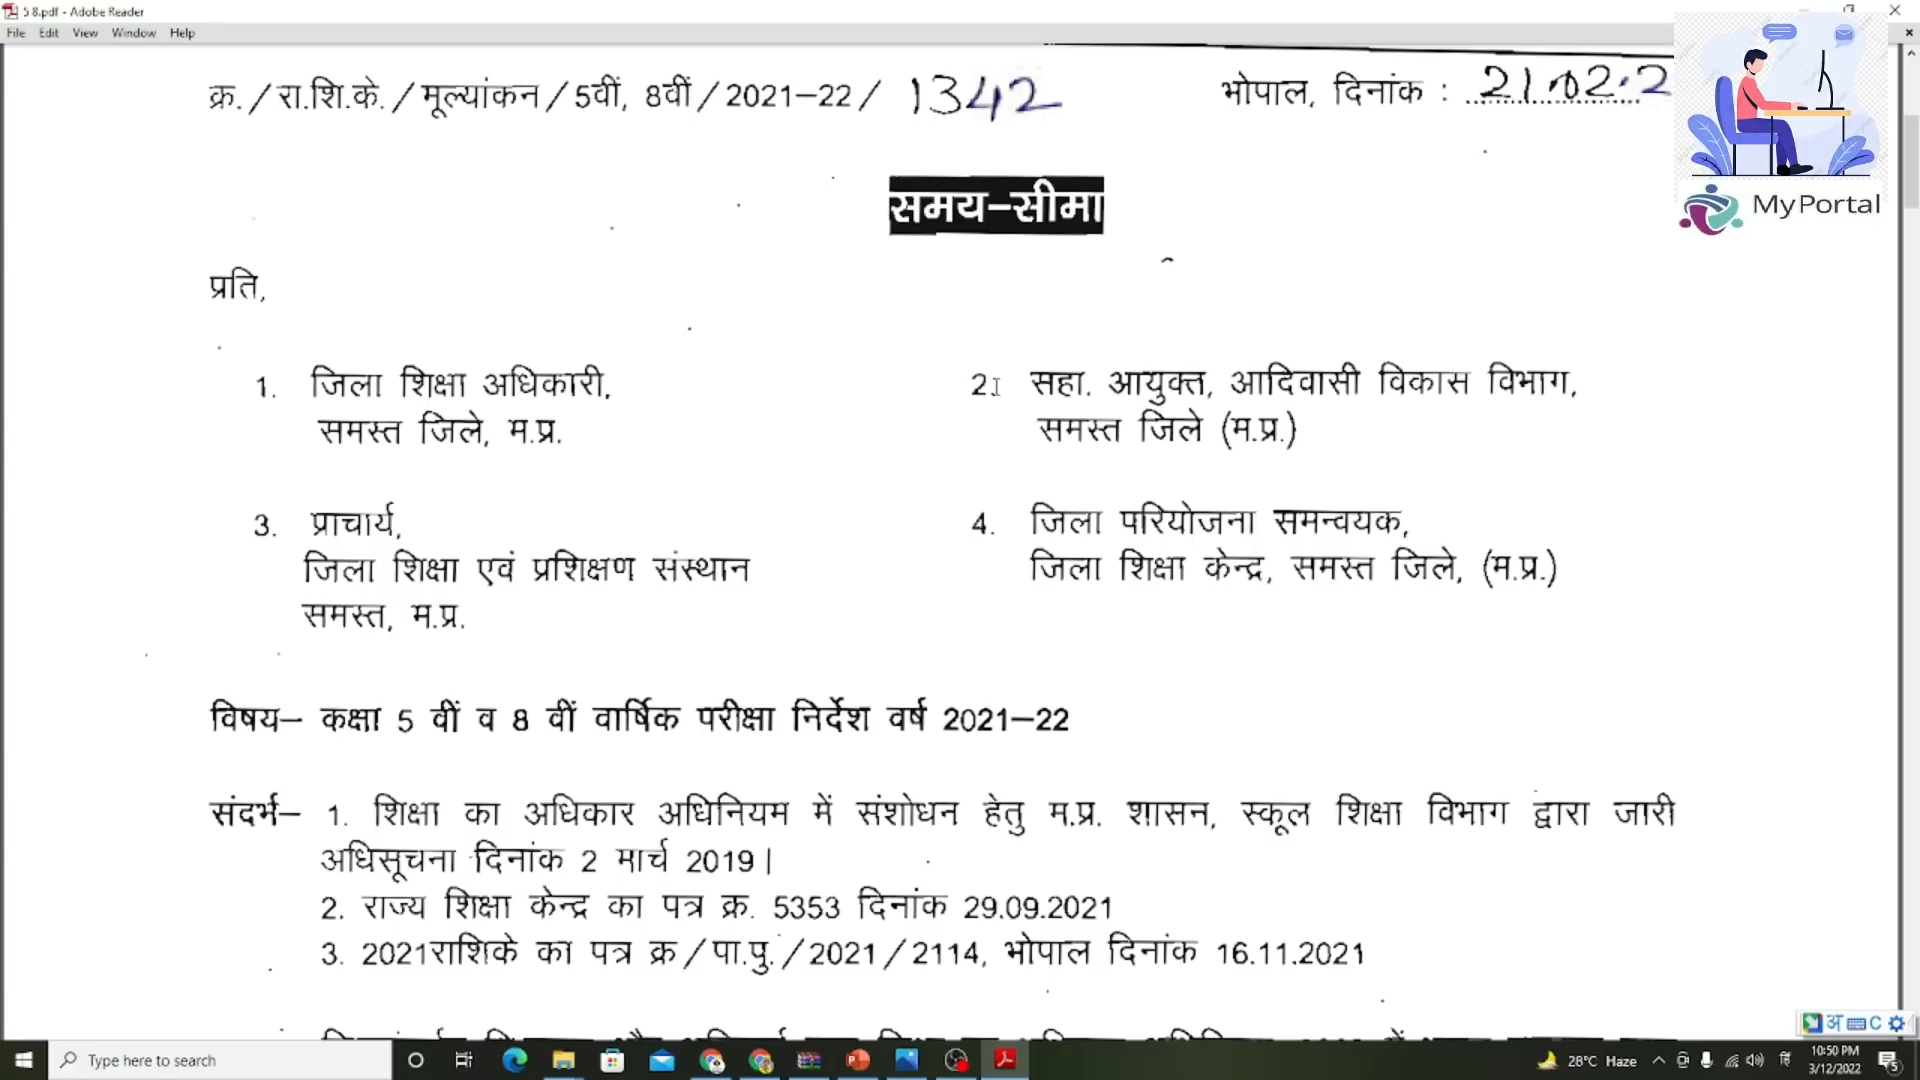 5 8.pdf - Adobe Reader
File Edit View Window Help
क्र./रा.शि.के./मूल्यांकन/5वीं, 8वीं/2021–22/ 1342 भोपाल, दिनांक : 21.02.2
MyPortal
समय–सीमा
प्रति,
1. जिला शिक्षा अधिकारी,
समस्त जिले, म.प्र.
2. सहा. आयुक्त, आदिवासी विकास विभाग,
समस्त जिले (म.प्र.)
3. प्राचार्य,
जिला शिक्षा एवं प्रशिक्षण संस्थान
समस्त, म.प्र.
4. जिला परियोजना समन्वयक,
जिला शिक्षा केन्द्र, समस्त जिले, (म.प्र.)
विषय– कक्षा 5 वीं व 8 वीं वार्षिक परीक्षा निर्देश वर्ष 2021–22
संदर्भ– 1. शिक्षा का अधिकार अधिनियम में संशोधन हेतु म.प्र. शासन, स्कूल शिक्षा विभाग द्वारा जारी
अधिसूचना दिनांक 2 मार्च 2019|
2. राज्य शिक्षा केन्द्र का पत्र क्र. 5353 दिनांक 29.09.2021
3. 2021राशिके का पत्र क्र/पा.पु./2021/2114, भोपाल दिनांक 16.11.2021
Type here to search
28°C Haze
10:50 PM
3/12/2022